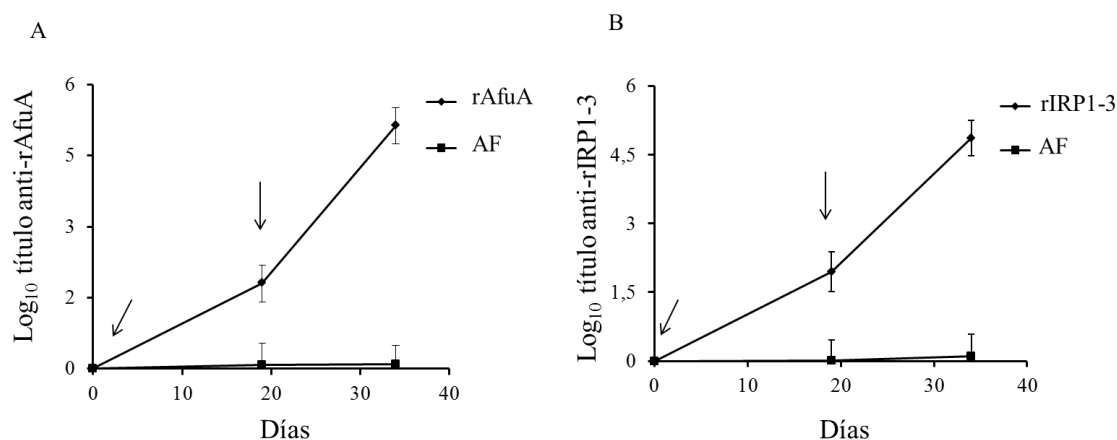 A
Log10 título anti-rAfuA
6
5
3
2
0
0 10 20 30 40
Días
rAfuA
AF
B
Log10 título anti-rIRP1-3
6
4,5
3
1,5
0
0 10 20 30 40
Días
rIRP1-3
AF